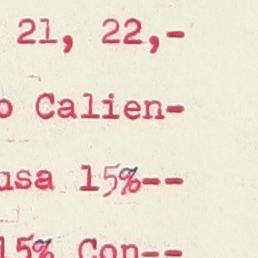 21, 22,-
o Calien-
usa 15%--
15% Con--